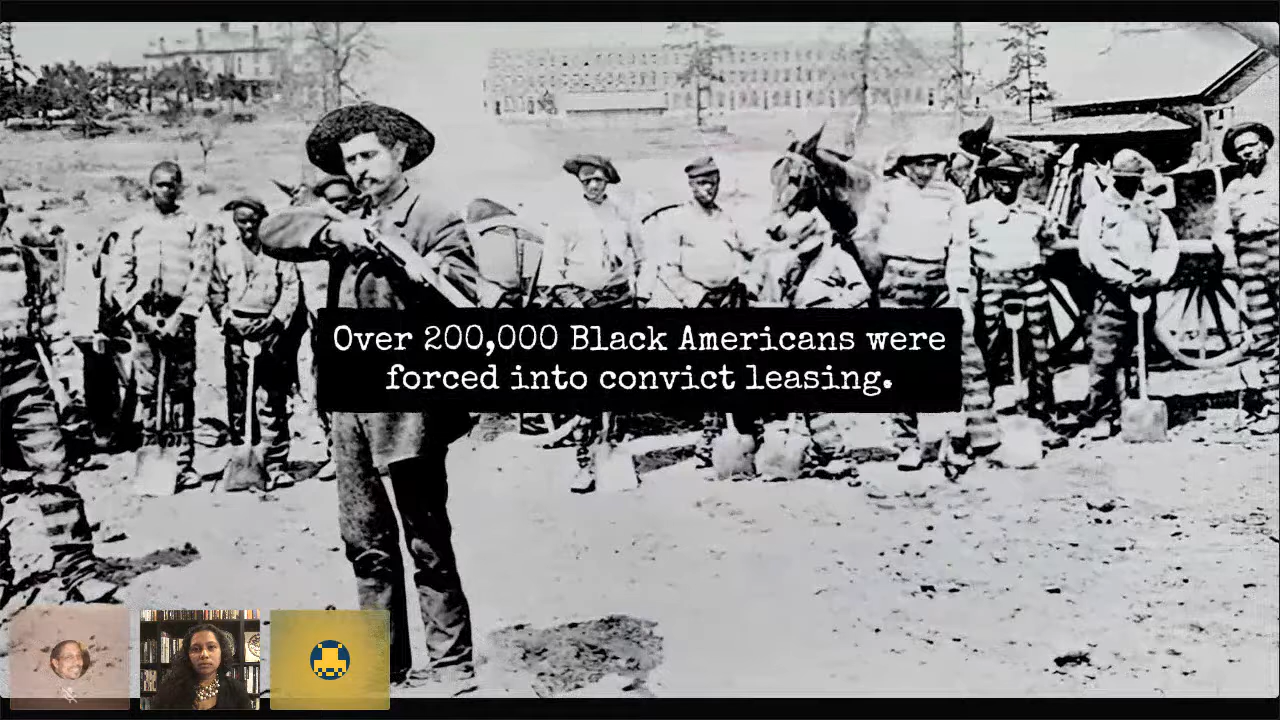 Over 200,000 Black Americans were
forced into convict leasing.